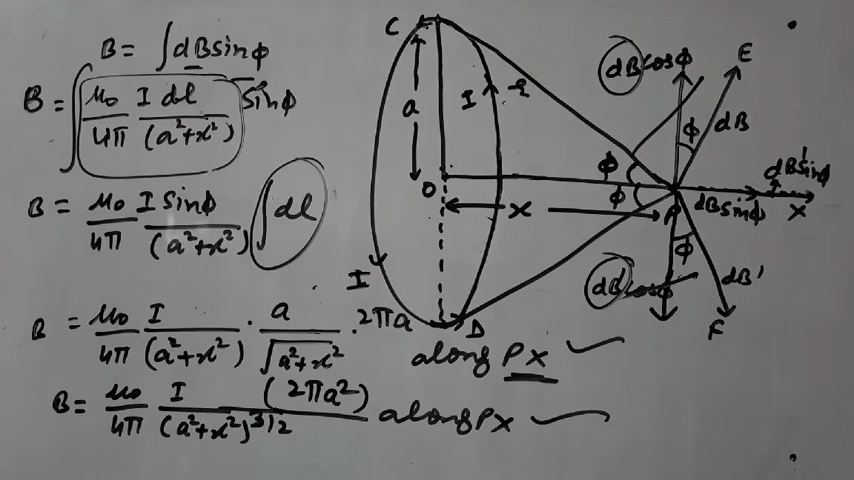 B = ∫dB sinϕ
B = ∫ μ₀/4π I dl/(a²+x²) sinϕ
B = μ₀/4π I sinϕ/(a²+x²) ∫dl
B = μ₀/4π I/(a²+x²) · a/√(a²+x²) · 2πa along PX
B = μ₀/4π I (2πa²)/(a²+x²)^3/2 along PX
C
a
I
r
O
x
I
D
ϕ
ϕ
P
dB cosϕ
E
ϕ
dB
dB' sinϕ
dB sinϕ
X
ϕ
dB' cosϕ
dB'
F